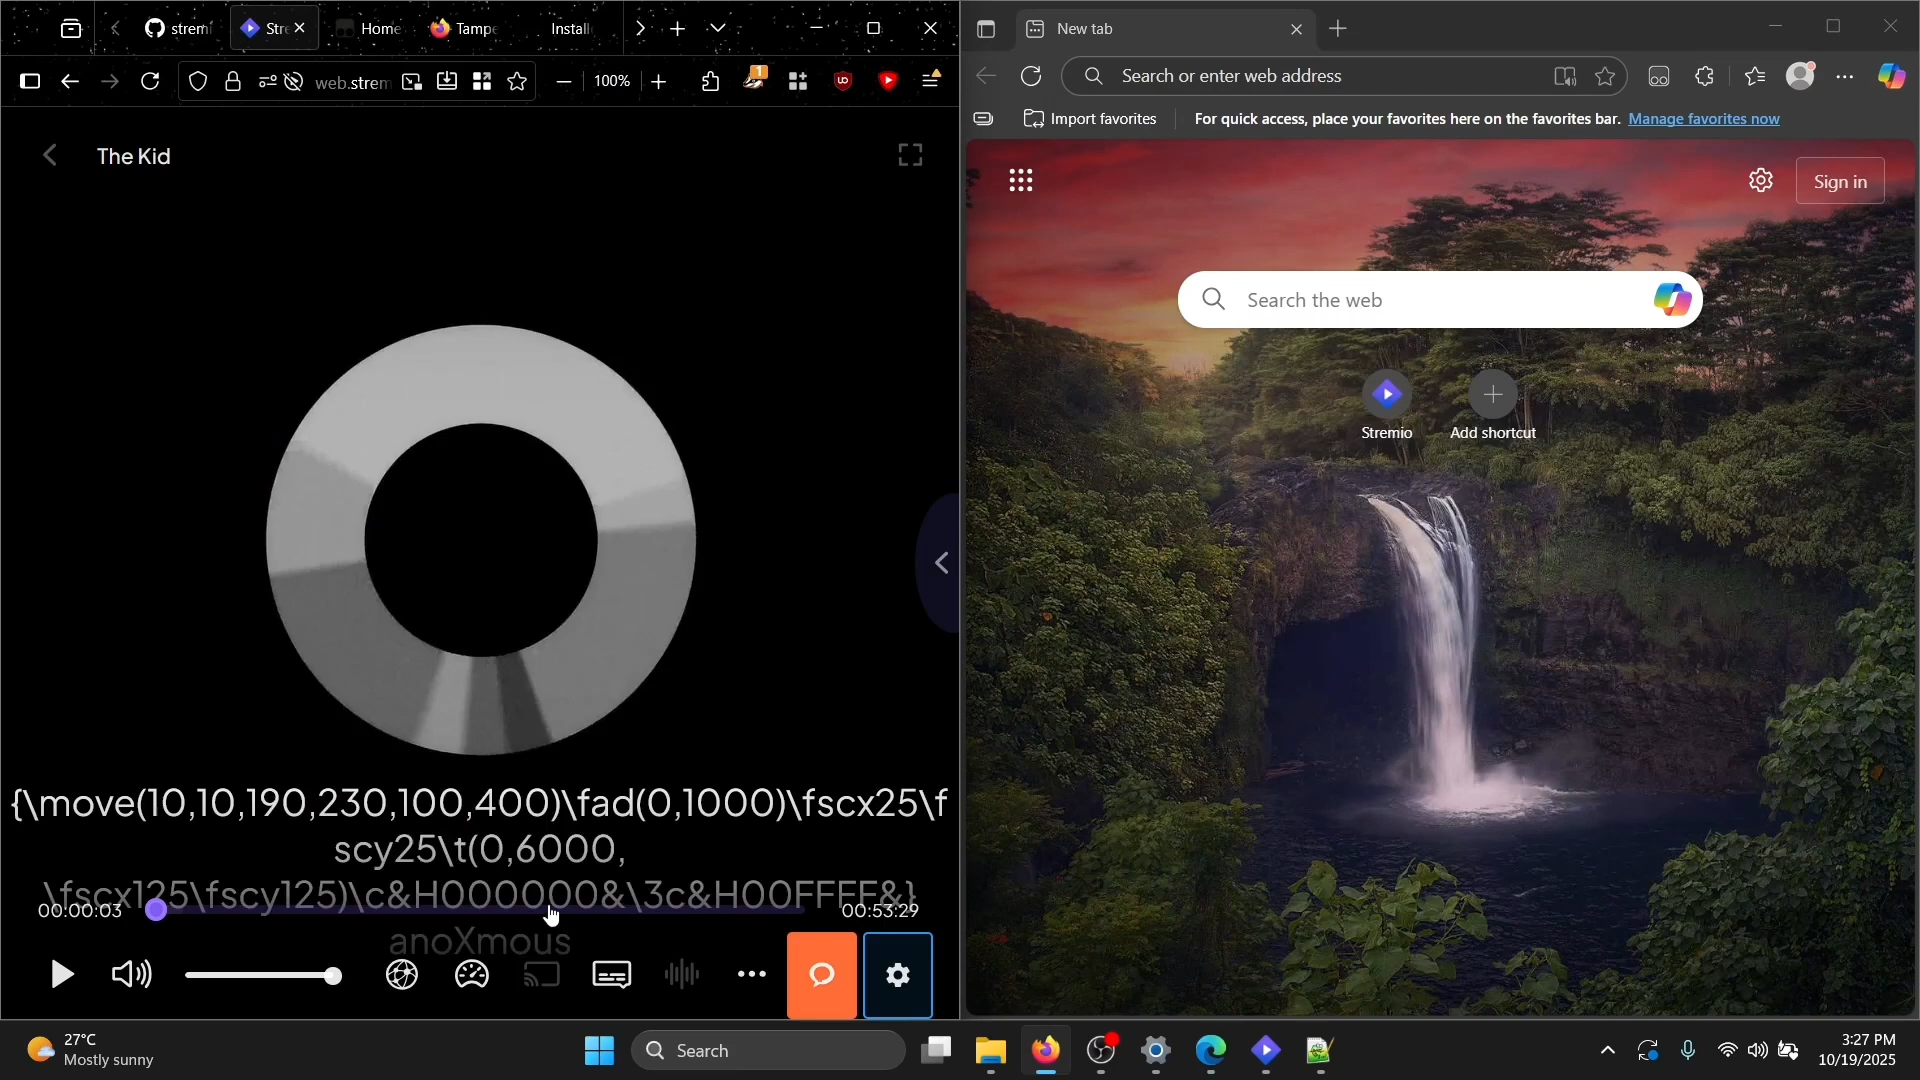 strem
Str
Home
Tampe
Install
web.strem
100%
1
The Kid
{\move(10,10,190,230,100,400)\fad(0,1000)\fscx25\f
scy25\t(0,6000,
\fscx125\fscy125)\c&H000000&\3c&H00FFFF&}
anoXmous
00:00:03
00:53:29
New tab
Search or enter web address
Import favorites
For quick access, place your favorites here on the favorites bar. Manage favorites now
Sign in
Search the web
Stremio
Add shortcut
27°C
Mostly sunny
Search
3:27 PM
10/19/2025